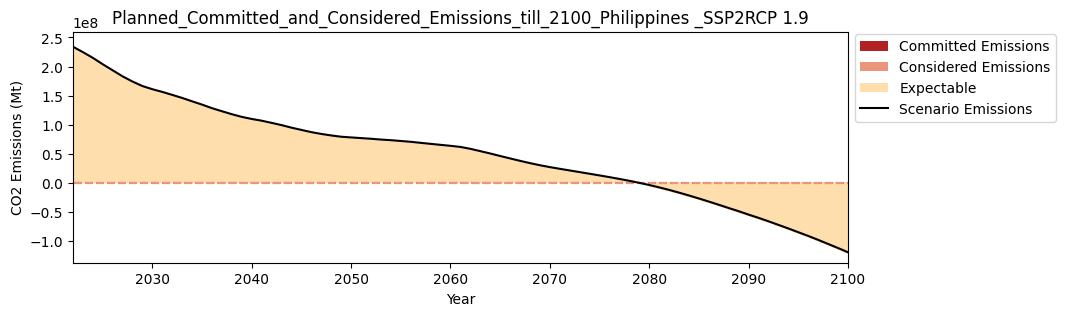 Planned_Committed_and_Considered_Emissions_till_2100_Philippines _SSP2RCP 1.9
1e8
2.5
2.0
1.5
1.0
0.5
0.0
−0.5
−1.0
CO2 Emissions (Mt)
2030
2040
2050
2060
2070
2080
2090
2100
Year
Committed Emissions
Considered Emissions
Expectable
Scenario Emissions